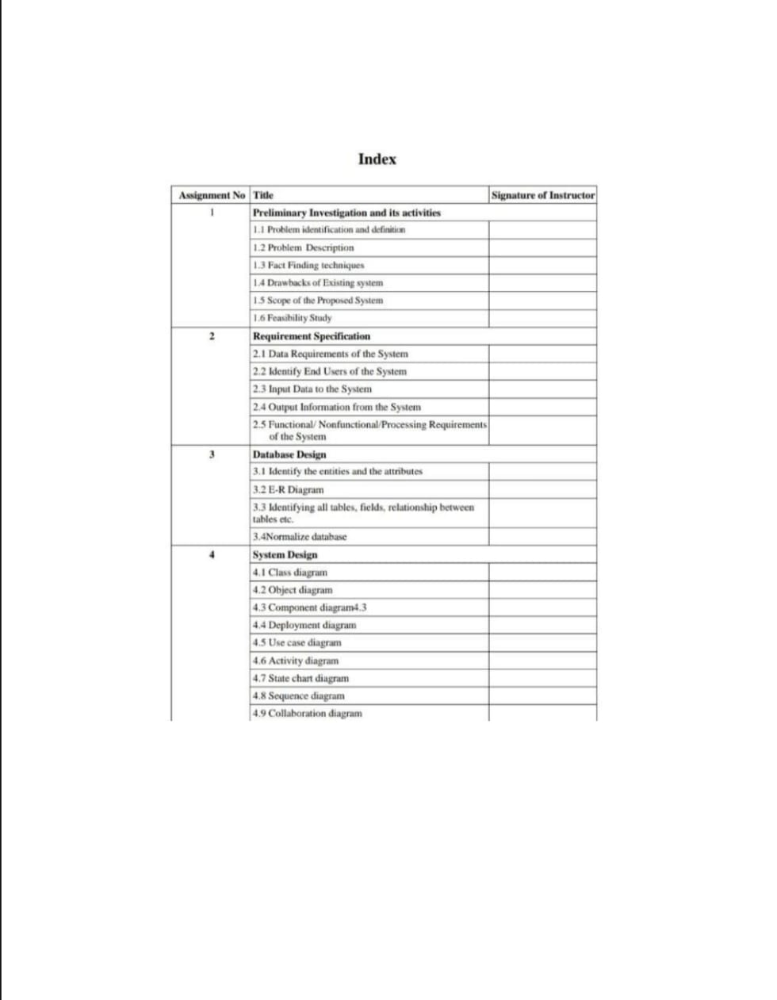 Index
Assignment No Title Signature of Instructor
1 Preliminary Investigation and its activities
1.1 Problem identification and definition
1.2 Problem Description
1.3 Fact Finding techniques
1.4 Drawbacks of Existing system
1.5 Scope of the Proposed System
1.6 Feasibility Study
2 Requirement Specification
2.1 Data Requirements of the System
2.2 Identify End Users of the System
2.3 Input Data to the System
2.4 Output Information from the System
2.5 Functional/ Nonfunctional/Processing Requirements
of the System
3 Database Design
3.1 Identify the entities and the attributes
3.2 E-R Diagram
3.3 Identifying all tables, fields, relationship between
tables etc.
3.4Normalize database
4 System Design
4.1 Class diagram
4.2 Object diagram
4.3 Component diagram4.3
4.4 Deployment diagram
4.5 Use case diagram
4.6 Activity diagram
4.7 State chart diagram
4.8 Sequence diagram
4.9 Collaboration diagram